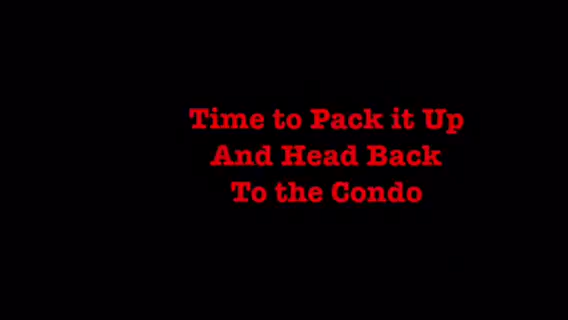 Time to Pack it Up
And Head Back
To the Condo